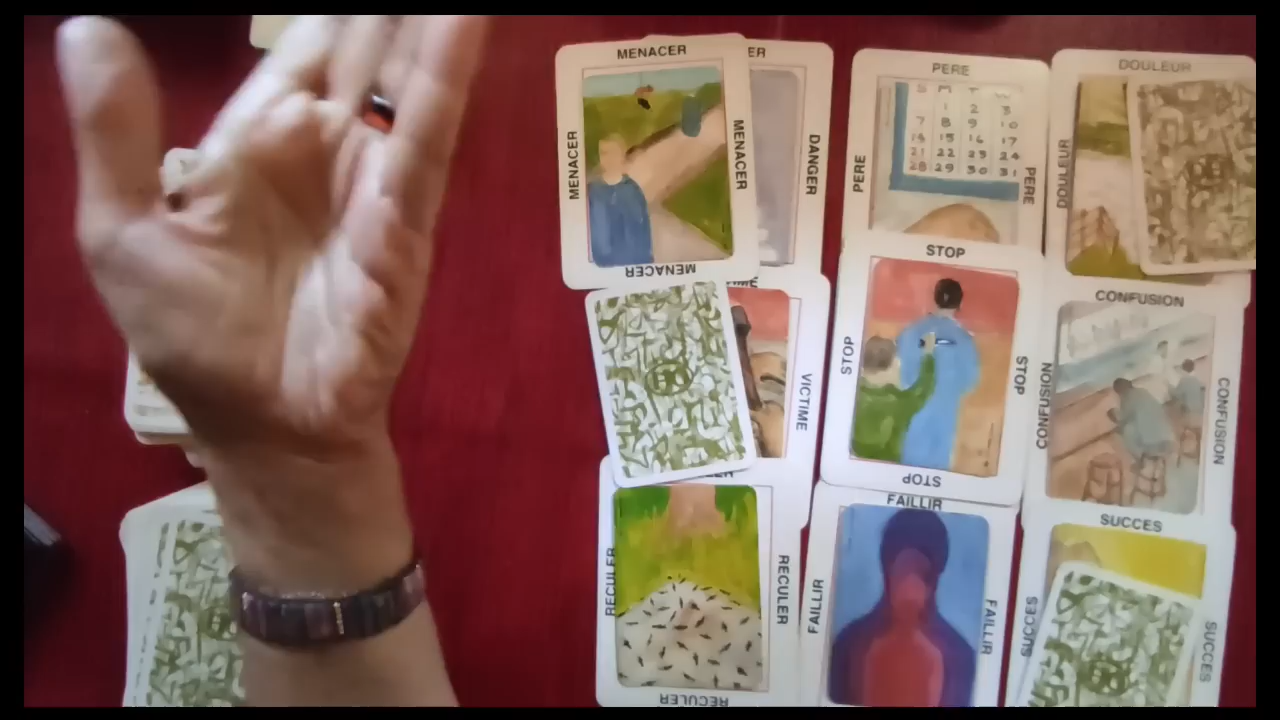 MENACER
MENACER
MENACER
MENACER
ER
DANGER
PERE
PERE
PERE
S M T W
1 2 3
7 8 9 10
14 15 16 17
21 22 23 24
28 29 30 31
DOULEUR
DOULEUR
VICTIME
STOP
STOP
STOP
STOP
CONFUSION
CONFUSION
CONFUSION
RECULER
RECULER
RECULER
FAILLIR
FAILLIR
FAILLIR
SUCCES
SUCCES
SUCCES